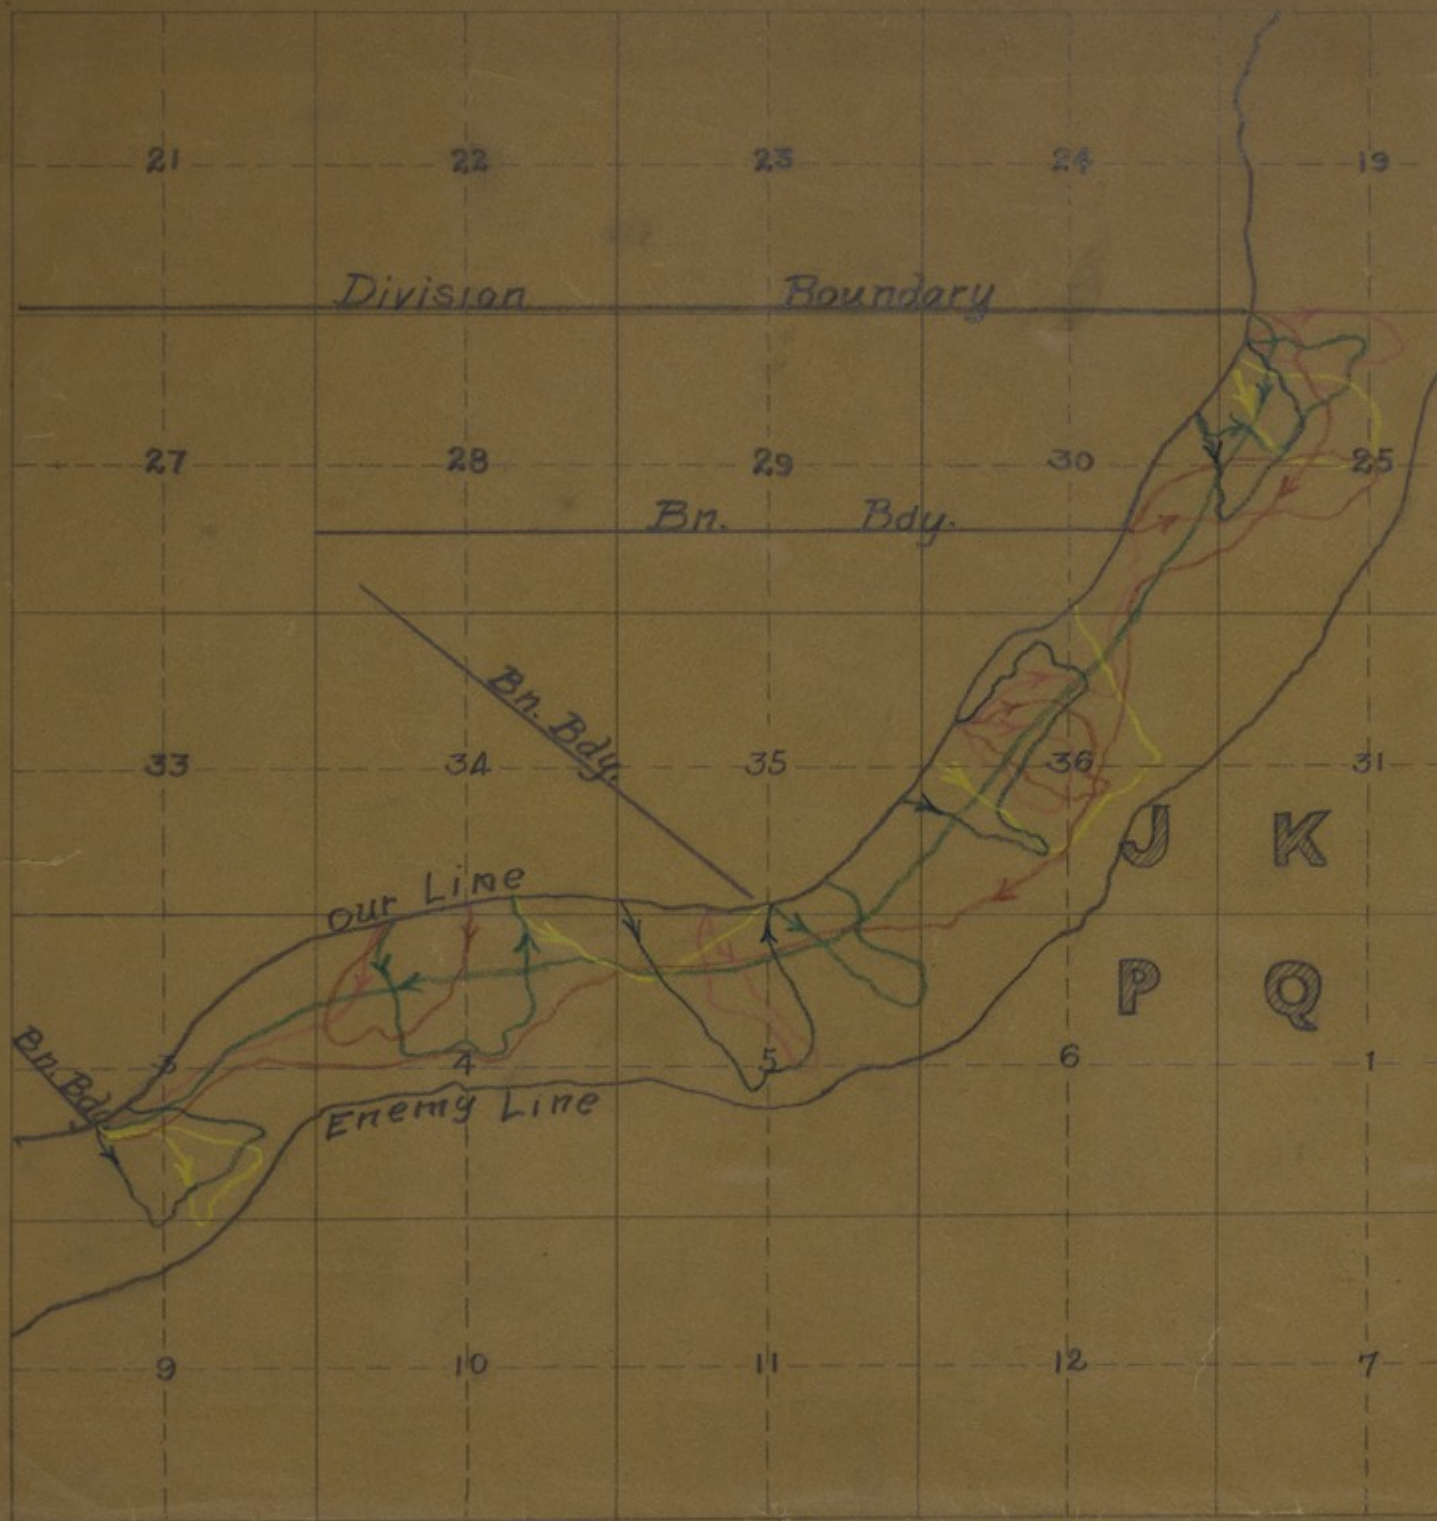 21 22 23 24 19
Division Boundary
27 28 29 30 25
Bn. Bdy.
Bn. Bdy.
33 34 35 36 31
J K
Our Line
P Q
Bn. Bdy
3 4 5 6 1
Enemy Line
9 10 11 12 7